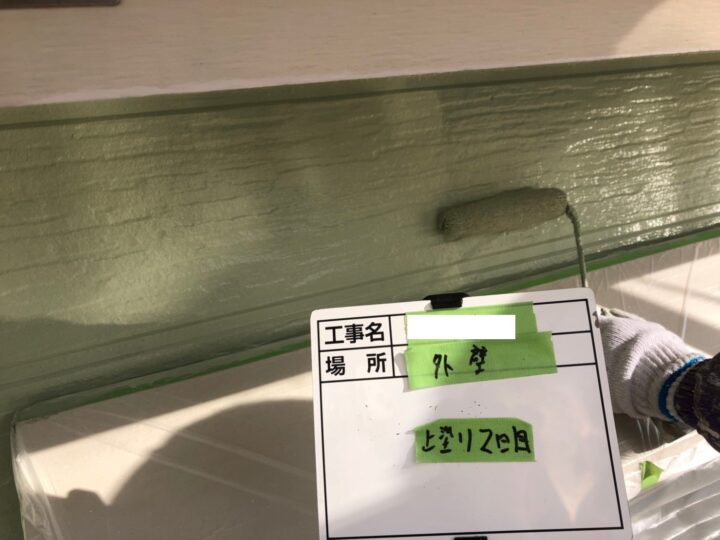 工事名
場所 外壁
上塗り2回目